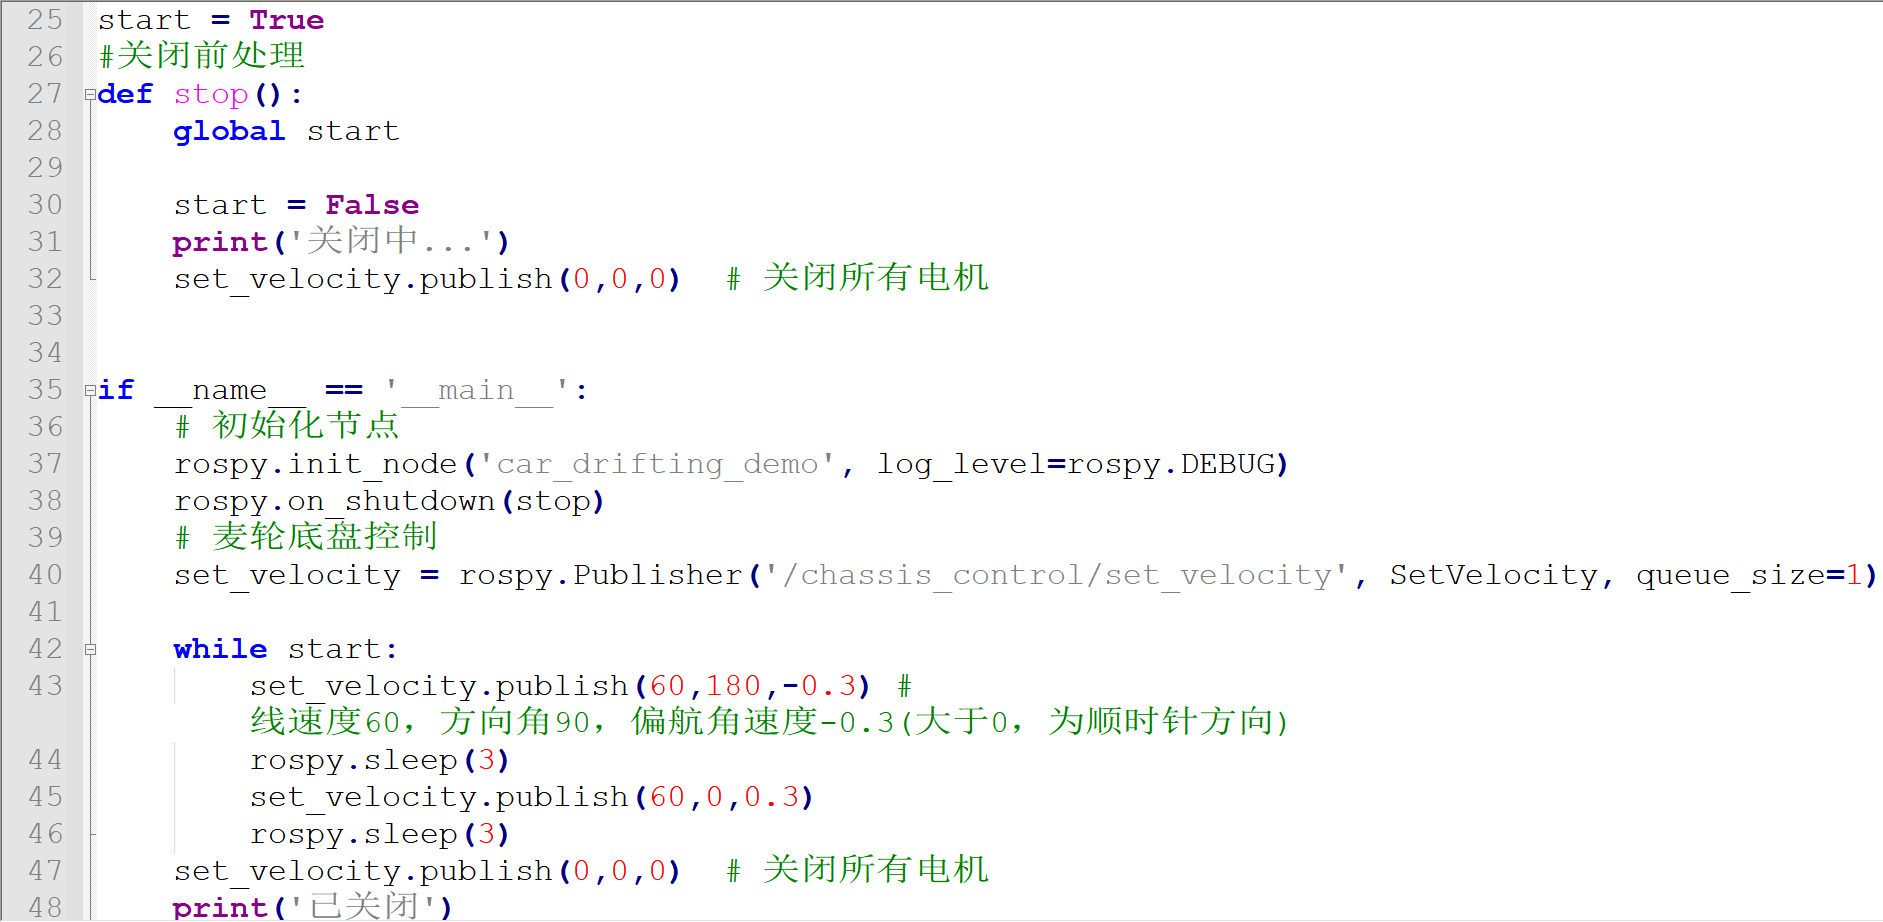 25 start = True
26 #关闭前处理
27 def stop():
28     global start
29
30     start = False
31     print('关闭中...')
32     set_velocity.publish(0,0,0)  # 关闭所有电机
33
34
35 if __name__ == '__main__':
36     # 初始化节点
37     rospy.init_node('car_drifting_demo', log_level=rospy.DEBUG)
38     rospy.on_shutdown(stop)
39     # 麦轮底盘控制
40     set_velocity = rospy.Publisher('/chassis_control/set_velocity', SetVelocity, queue_size=1)
41
42     while start:
43         set_velocity.publish(60,180,-0.3) #
线速度60，方向角90，偏航角速度-0.3(大于0，为顺时针方向)
44         rospy.sleep(3)
45         set_velocity.publish(60,0,0.3)
46         rospy.sleep(3)
47     set_velocity.publish(0,0,0)  # 关闭所有电机
48     print('已关闭')